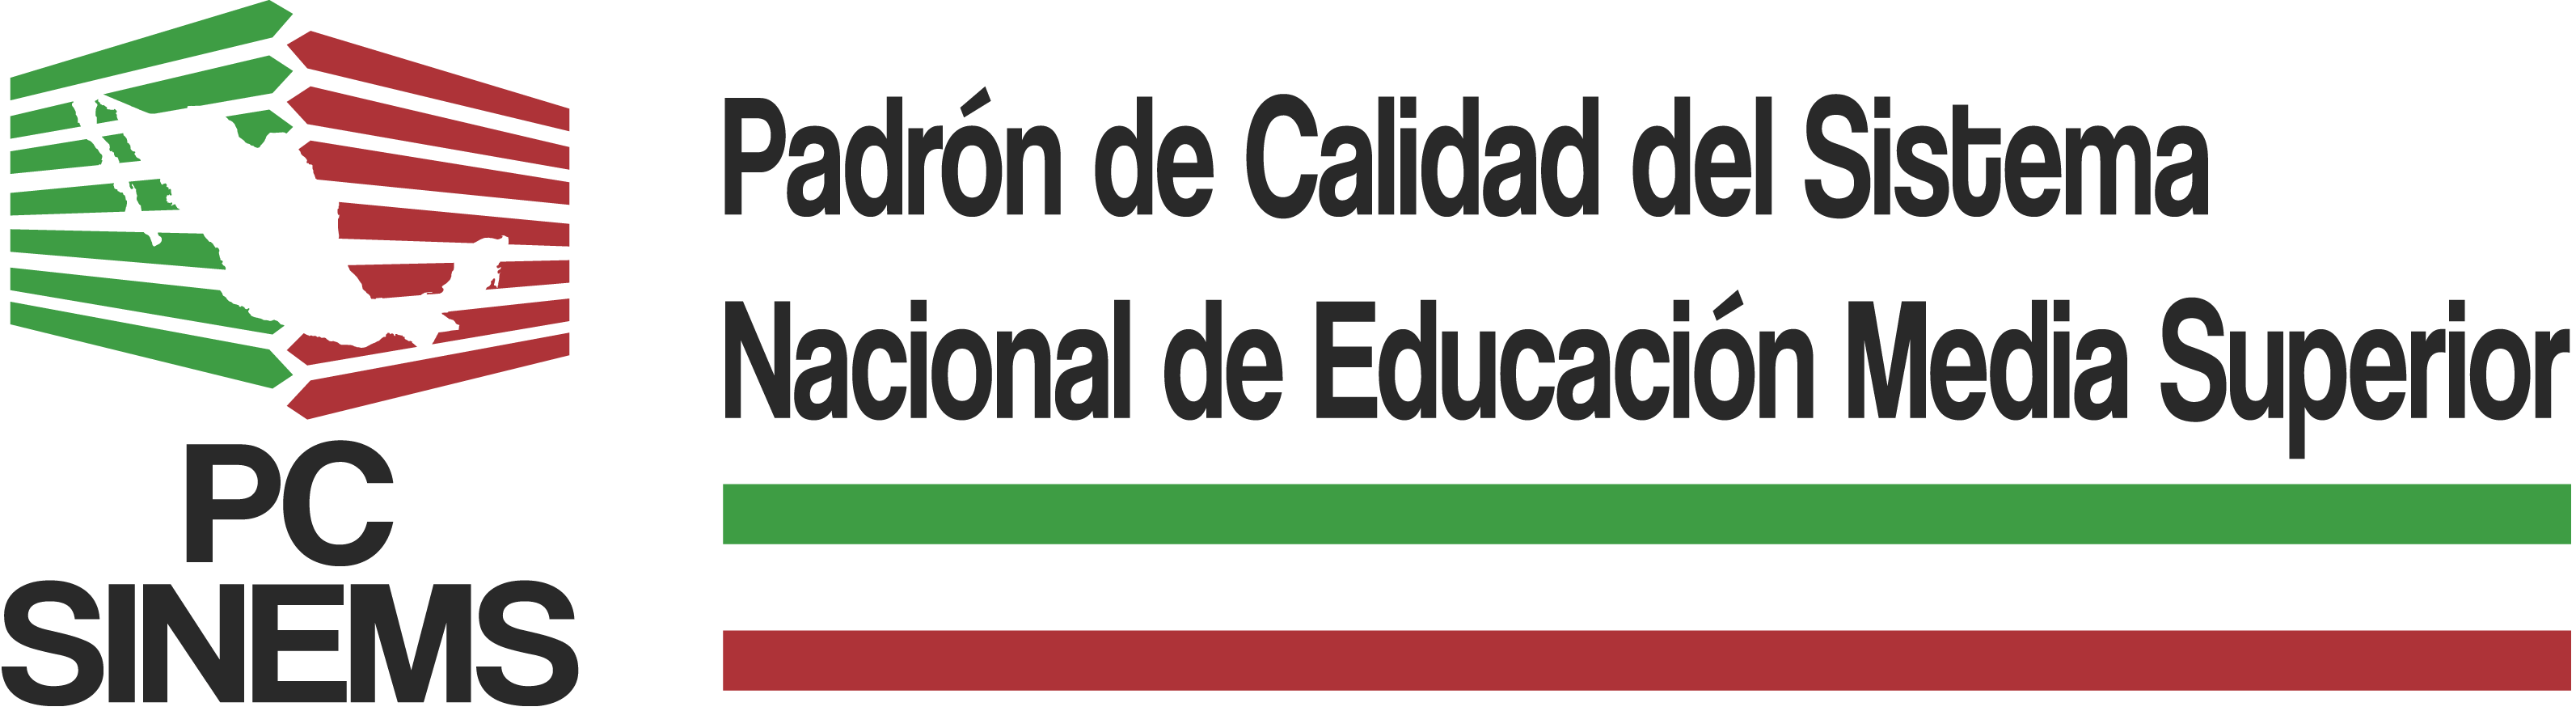 Padrón de Calidad del Sistema
Nacional de Educación Media Superior
PC
SINEMS